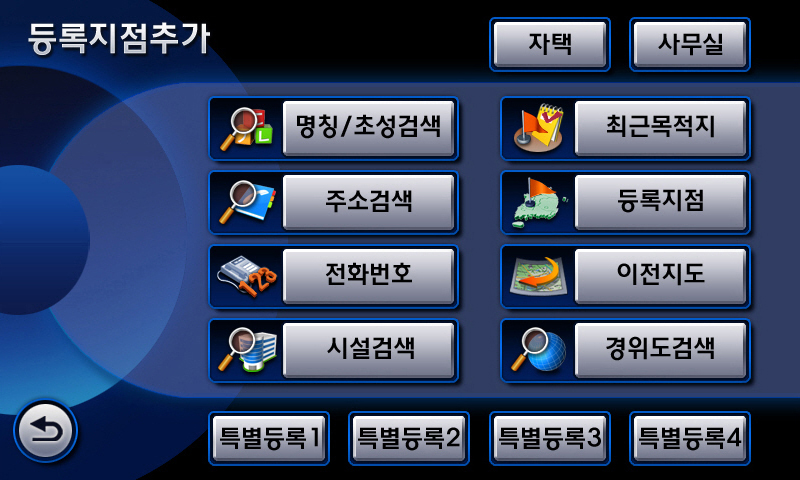 등록지점추가
자택
사무실
명칭/초성검색
최근목적지
주소검색
등록지점
전화번호
이전지도
시설검색
경위도검색
특별등록1
특별등록2
특별등록3
특별등록4